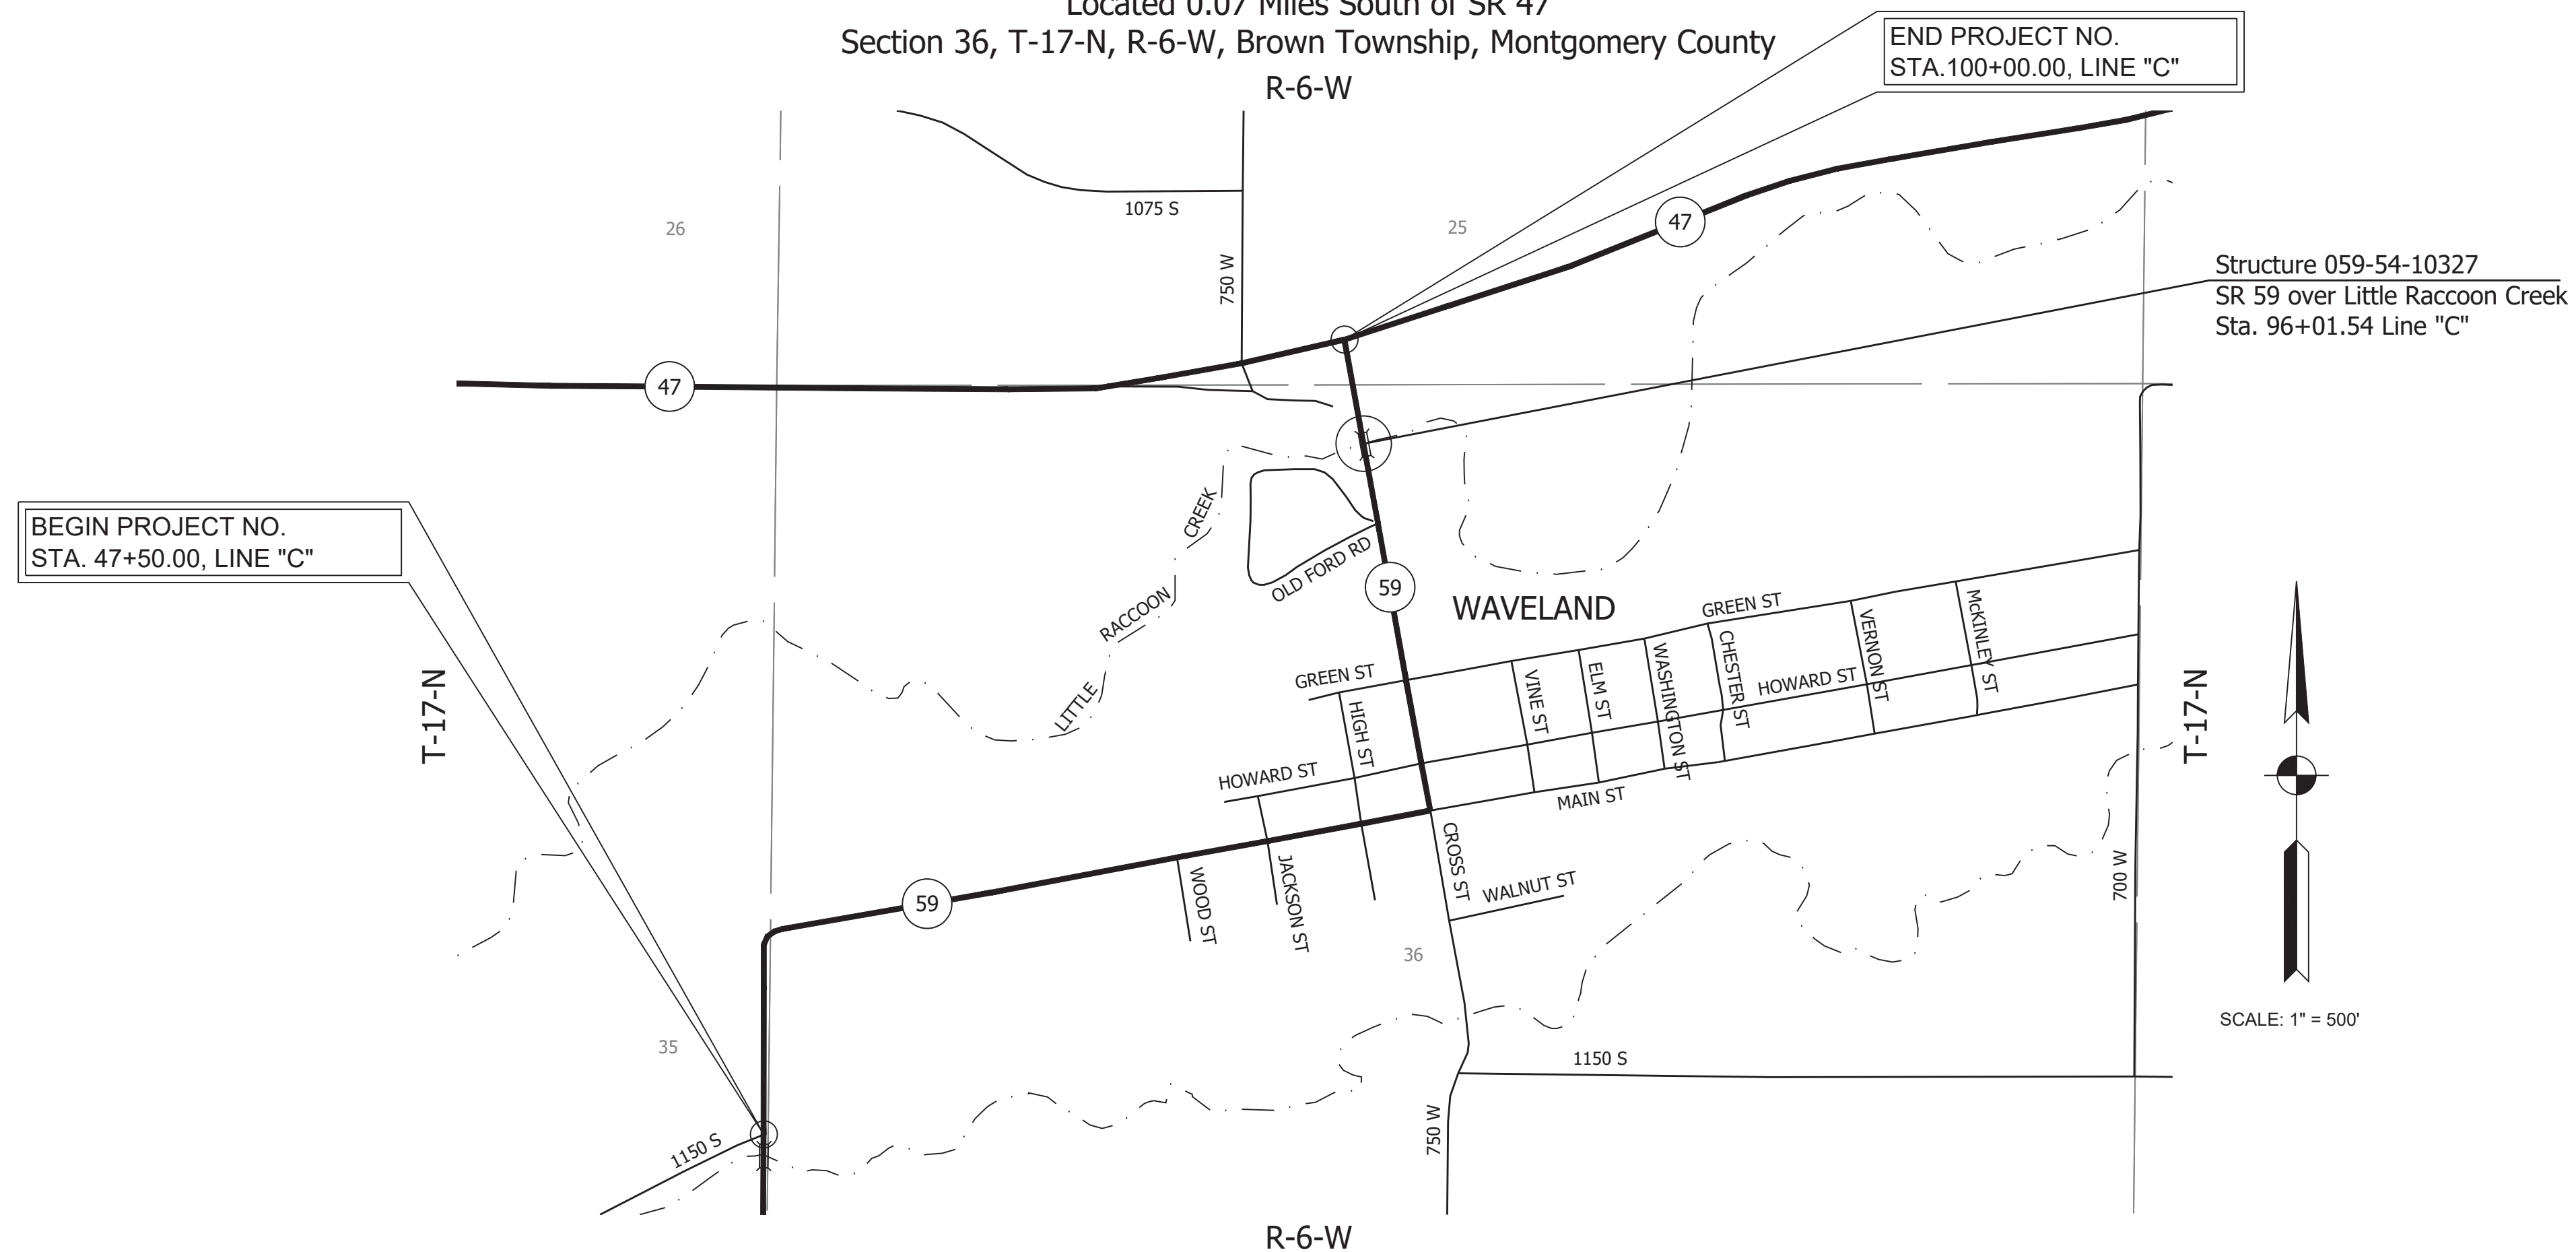 Located 0.07 Miles South of SR 47
Section 36, T-17-N, R-6-W, Brown Township, Montgomery County
R-6-W
END PROJECT NO.
STA.100+00.00, LINE "C"
26
1075 S
25
47
750 W
Structure 059-54-10327
SR 59 over Little Raccoon Creek
Sta. 96+01.54 Line "C"
47
BEGIN PROJECT NO.
STA. 47+50.00, LINE "C"
CREEK
RACCOON
LITTLE
OLD FORD RD
59
WAVELAND
GREEN ST
McKINLEY ST
VERNON ST
CHESTER ST
WASHINGTON ST
ELM ST
VINE ST
GREEN ST
HIGH ST
HOWARD ST
HOWARD ST
MAIN ST
T-17-N
T-17-N
CROSS ST
WALNUT ST
WOOD ST
JACKSON ST
59
700 W
36
35
1150 S
1150 S
750 W
SCALE: 1" = 500'
R-6-W